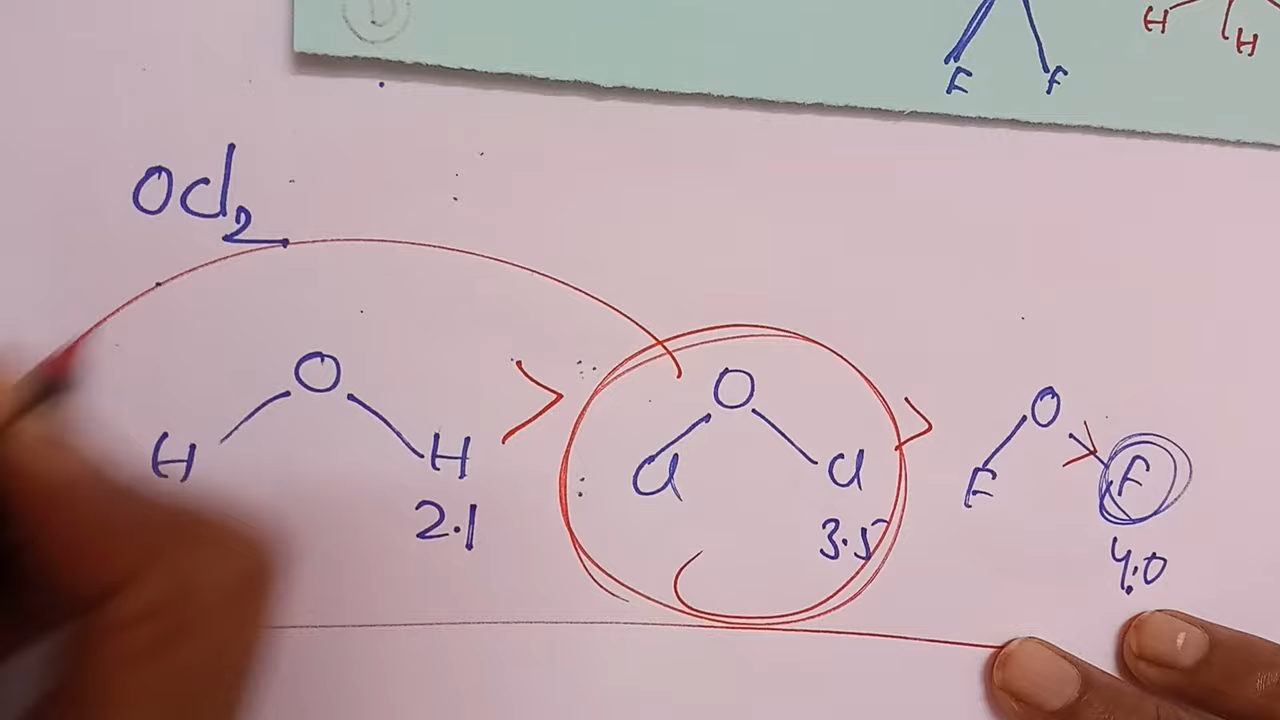 D
F F H H
OCl2
O > O > O
H H Cl Cl F F
2.1 3.5 4.0